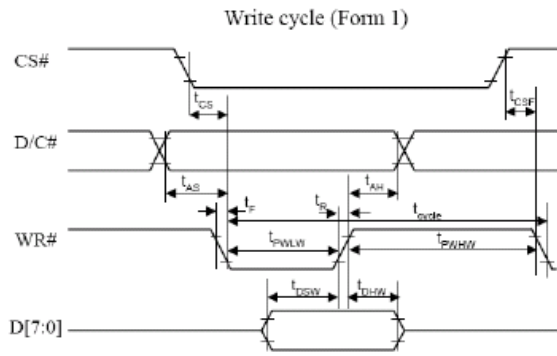 Write cycle (Form 1)
CS#
tCS
tCSF
D/C#
tAS
tF
tR
tAH
tcycle
WR#
tPWLW
tPWHW
tDSW
tDHW
D[7:0]